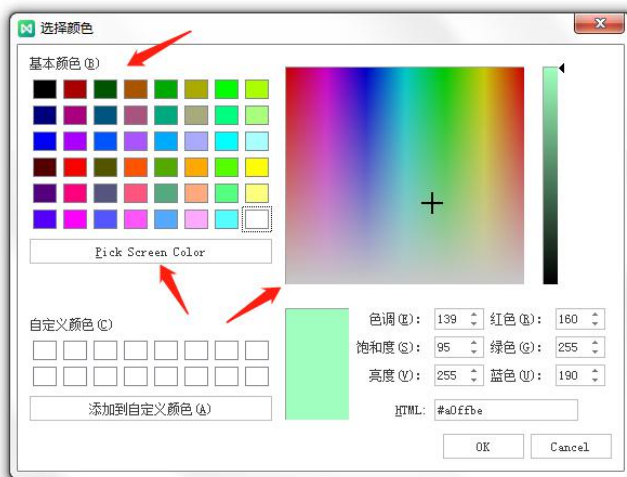 选择颜色
基本颜色(B)
Pick Screen Color
自定义颜色(C)
添加到自定义颜色(A)
色调(E): 139 红色(R): 160
饱和度(S): 95 绿色(G): 255
亮度(V): 255 蓝色(U): 190
HTML: #a0ffbe
OK Cancel